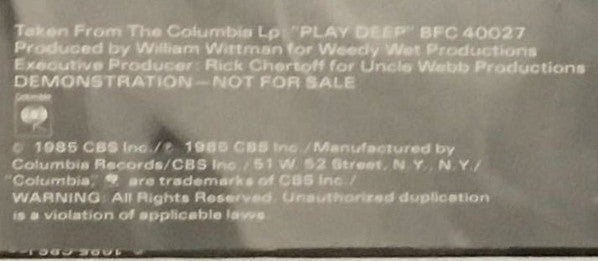 Taken From The Columbia Lp: "PLAY DEEP" BFC 40027
Produced by William Wittman for Weedy Wet Productions
Executive Producer: Rick Chertoff for Uncle Webb Productions
DEMONSTRATION—NOT FOR SALE
Columbia
© 1985 CBS Inc./℗ 1985 CBS Inc./Manufactured by
Columbia Records/CBS Inc./51 W. 52 Street, N.Y., N.Y./
"Columbia," are trademarks of CBS Inc./
WARNING: All Rights Reserved. Unauthorized duplication
is a violation of applicable laws.